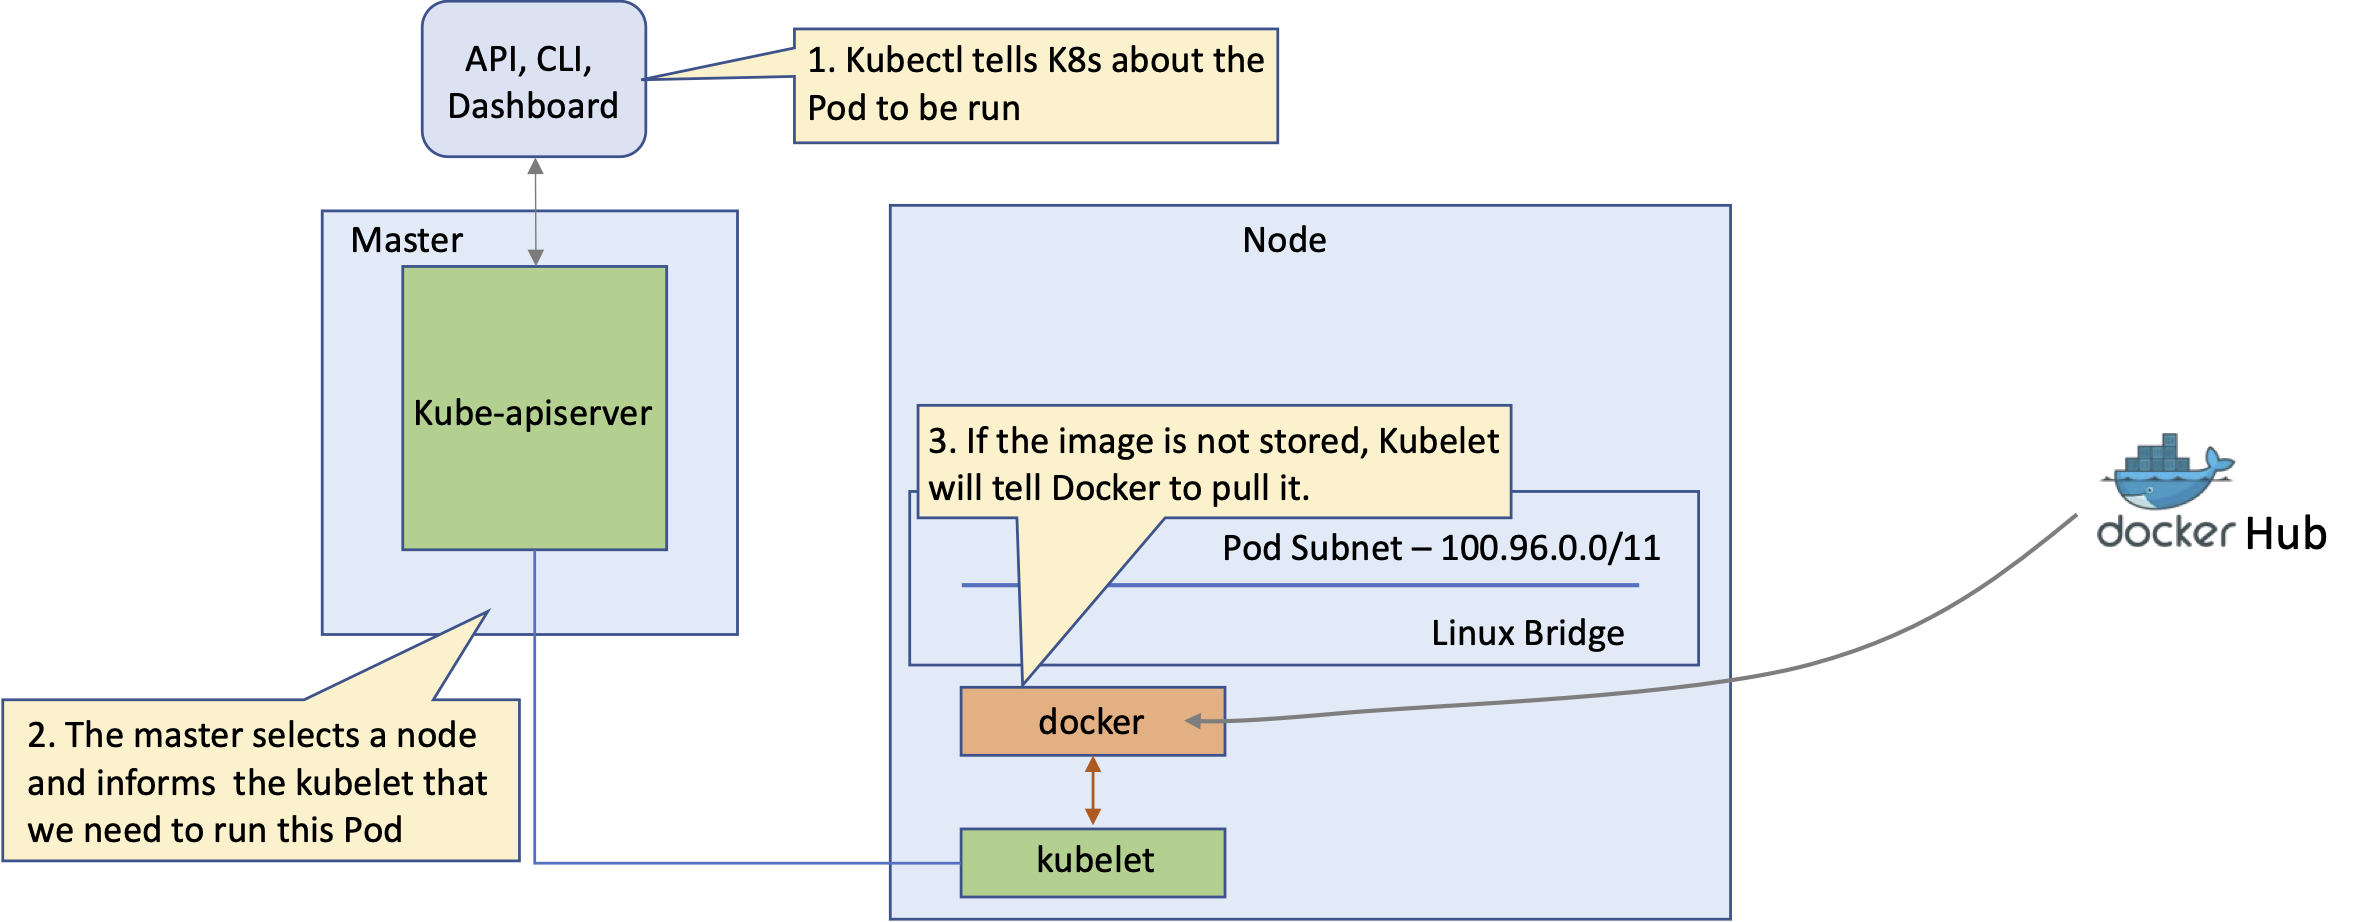 API, CLI,
Dashboard
1. Kubectl tells K8s about the
Pod to be run
Master
Kube-apiserver
2. The master selects a node
and informs  the kubelet that
we need to run this Pod
Node
3. If the image is not stored, Kubelet
will tell Docker to pull it.
Pod Subnet – 100.96.0.0/11
Linux Bridge
docker
kubelet
docker Hub